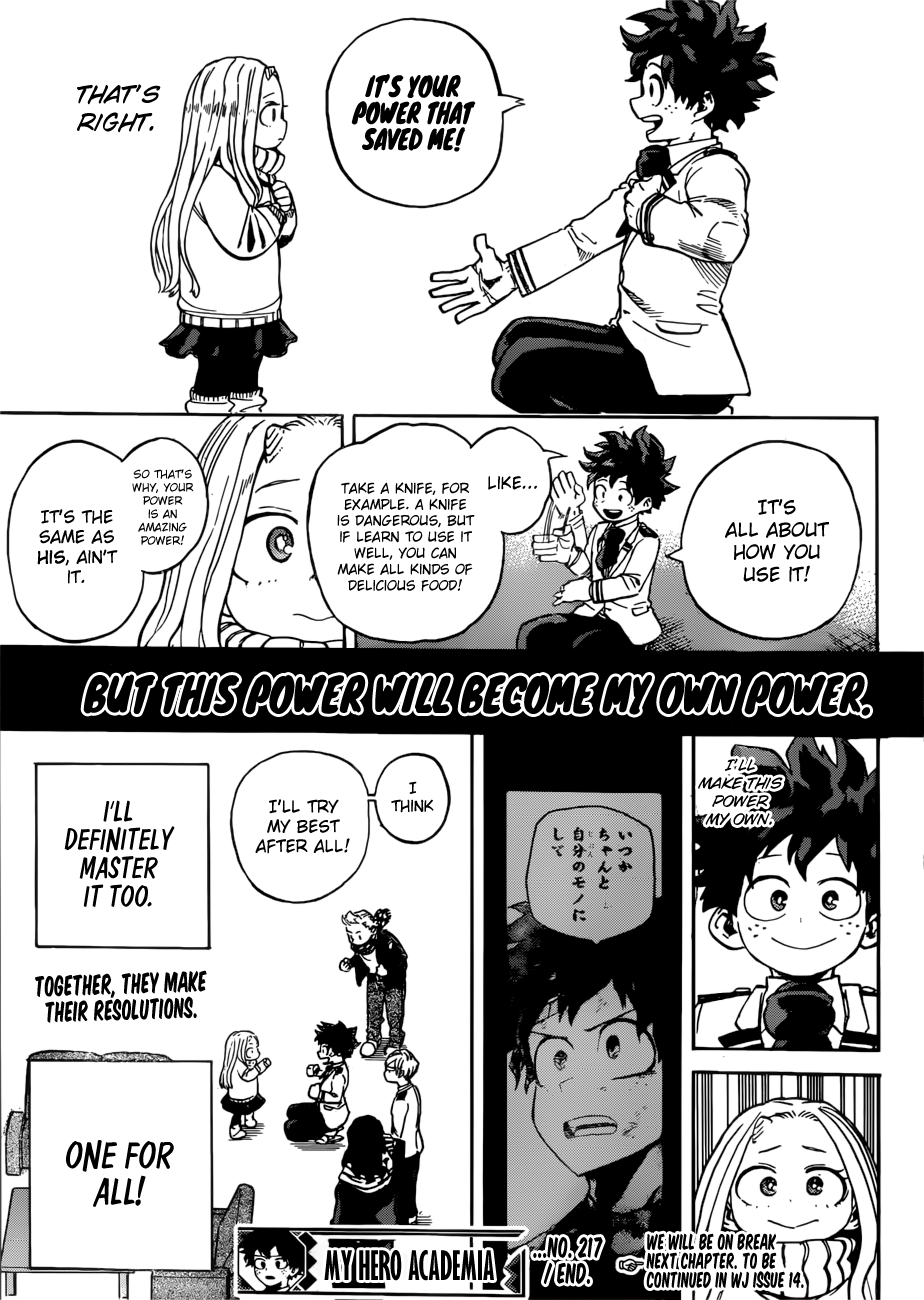 IT'S YOUR
POWER THAT
SAVED ME!
THAT'S
RIGHT.
IT'S
ALL ABOUT
HOW YOU
USE IT!
LIKE...
TAKE A KNIFE, FOR
EXAMPLE. A KNIFE
IS DANGEROUS, BUT
IF LEARN TO USE IT
WELL, YOU CAN
MAKE ALL KINDS OF
DELICIOUS FOOD!
SO THAT'S
WHY, YOUR
POWER
IS AN
AMAZING
POWER!
IT'S THE
SAME AS
HIS, AIN'T
IT.
BUT THIS POWER WILL BECOME MY OWN POWER.
I'LL
MAKE THIS
POWER
MY OWN.
いつか
ちゃんと
自分のモノに
じぶん
して
I
THINK
I'LL TRY
MY BEST
AFTER ALL!
I'LL
DEFINITELY
MASTER
IT TOO.
TOGETHER, THEY MAKE
THEIR RESOLUTIONS.
ONE FOR
ALL!
MY HERO ACADEMIA
...NO. 217
/ END.
WE WILL BE ON BREAK
NEXT CHAPTER. TO BE
CONTINUED IN WJ ISSUE 14.